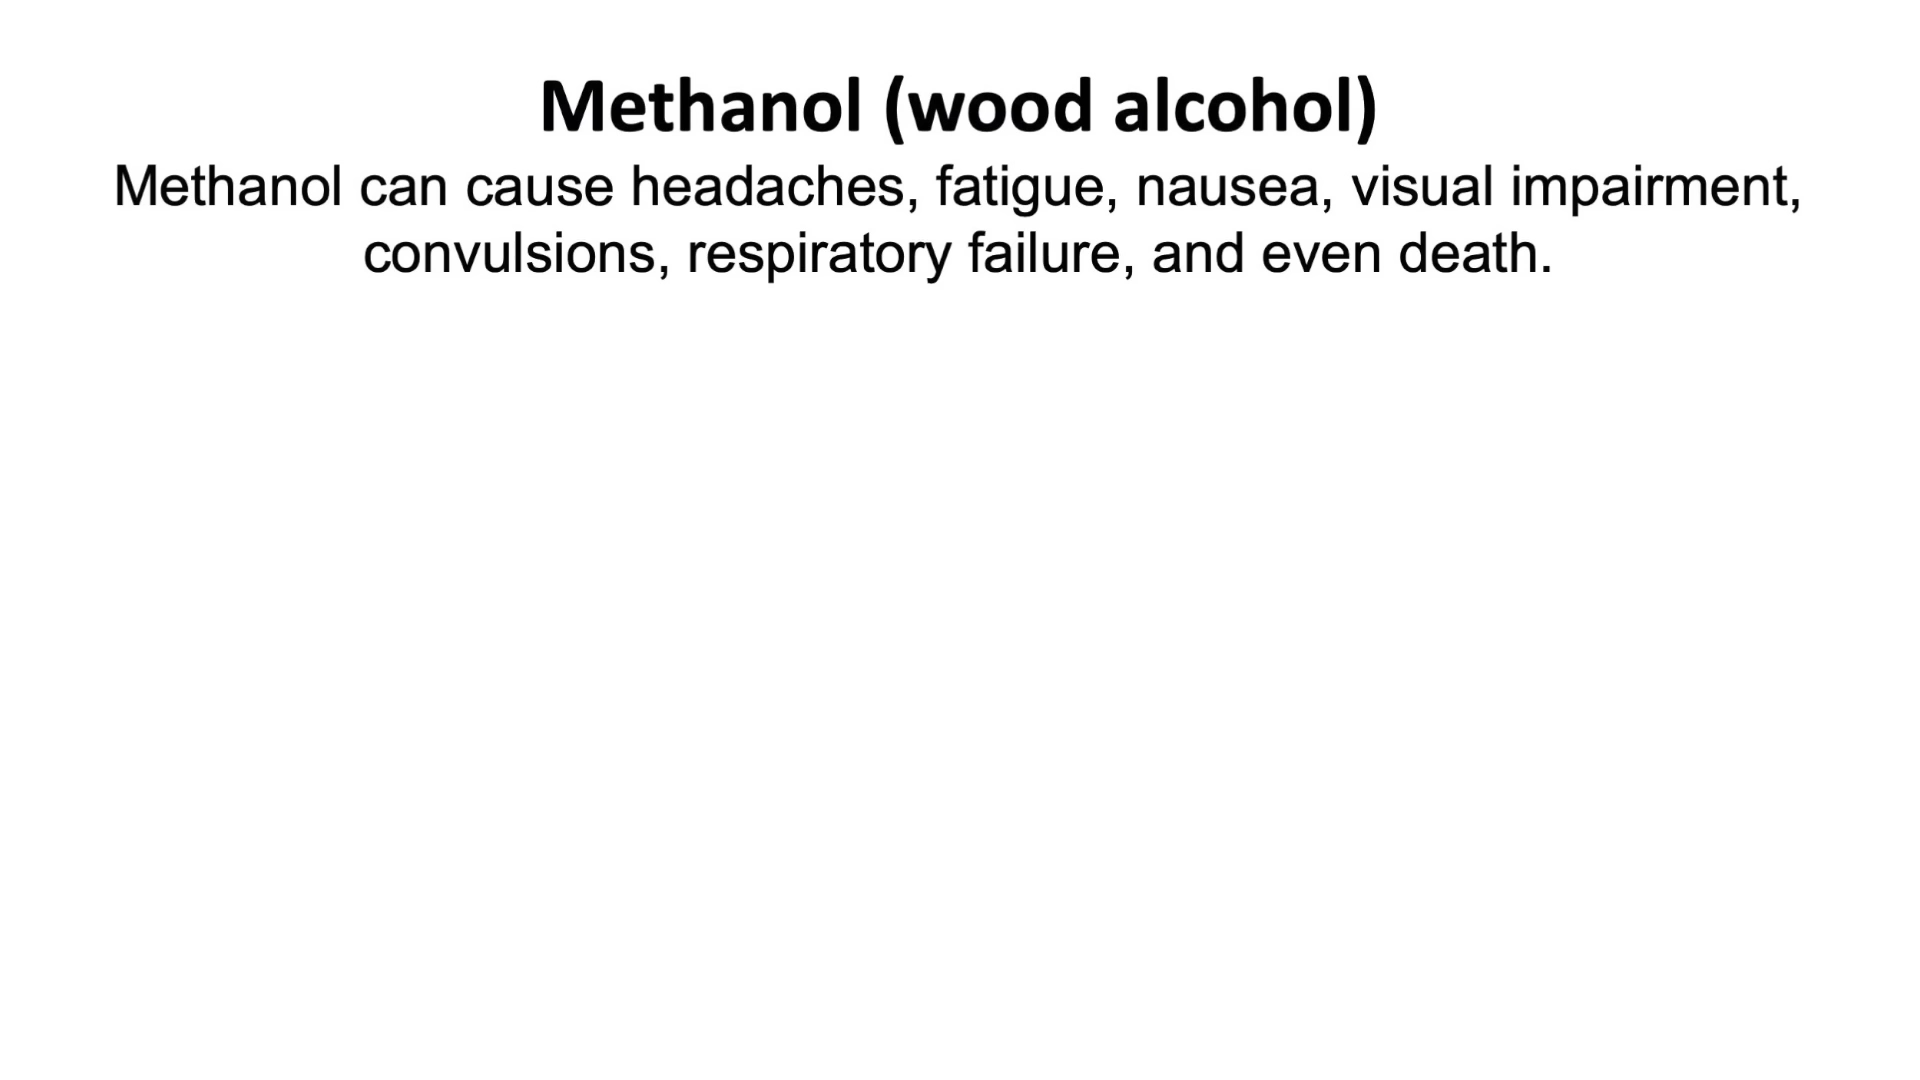 Methanol (wood alcohol)
Methanol can cause headaches, fatigue, nausea, visual impairment,
convulsions, respiratory failure, and even death.